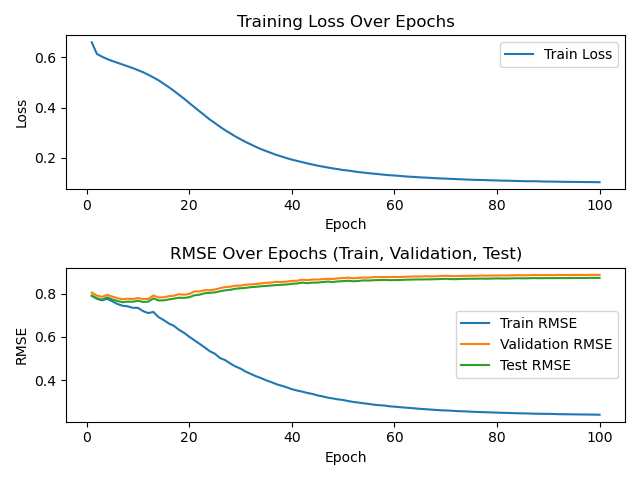 Training Loss Over Epochs
Loss
0.6
0.4
0.2
Train Loss
0 20 40 60 80 100
Epoch
RMSE Over Epochs (Train, Validation, Test)
RMSE
0.8
0.6
0.4
Train RMSE
Validation RMSE
Test RMSE
0 20 40 60 80 100
Epoch